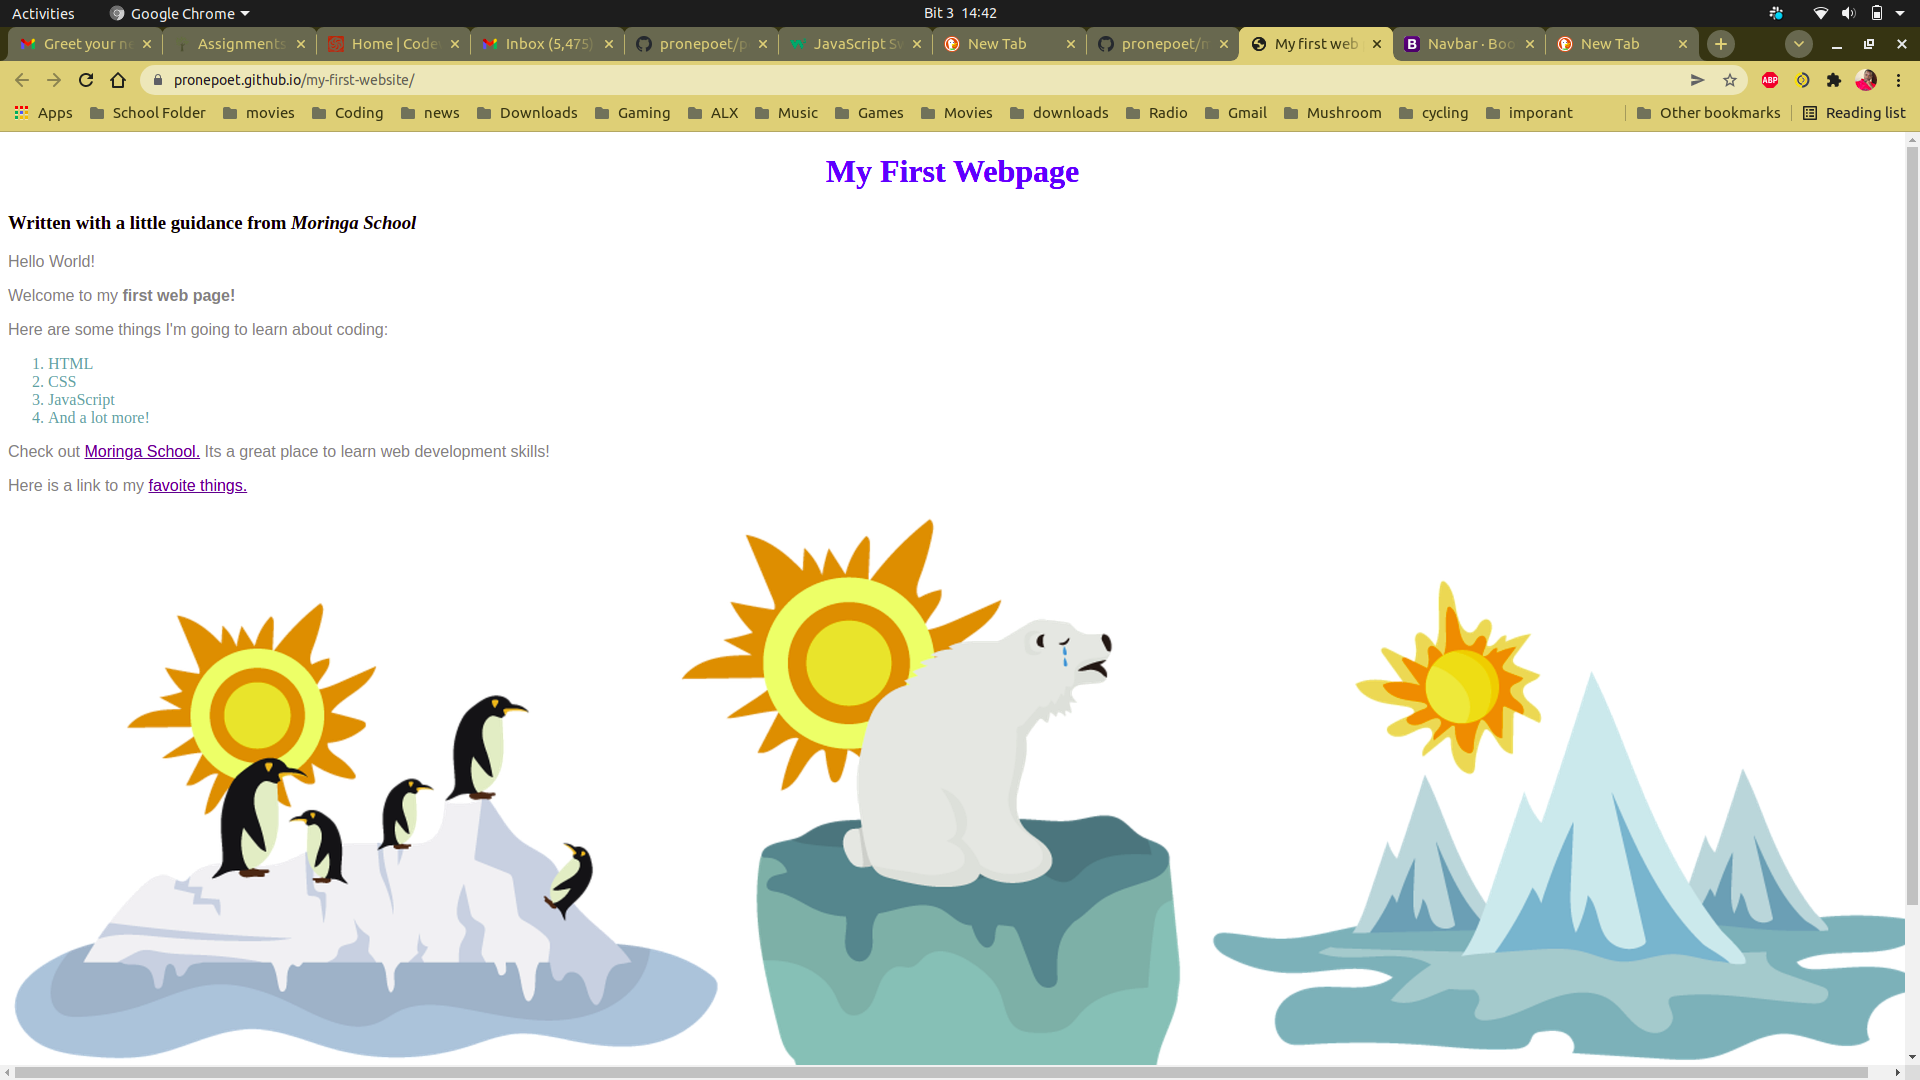 Activities Google Chrome Bit 3 14:42
Greet your ne Assignments Home | Codew Inbox (5,475) pronepoet/p JavaScript Sw New Tab pronepoet/m My first web Navbar · Boo New Tab
pronepoet.github.io/my-first-website/ ABP
Apps School Folder movies Coding news Downloads Gaming ALX Music Games Movies downloads Radio Gmail Mushroom cycling imporant Other bookmarks Reading list
My First Webpage
Written with a little guidance from Moringa School
Hello World!
Welcome to my first web page!
Here are some things I'm going to learn about coding:
1. HTML
2. CSS
3. JavaScript
4. And a lot more!
Check out Moringa School. Its a great place to learn web development skills!
Here is a link to my favoite things.